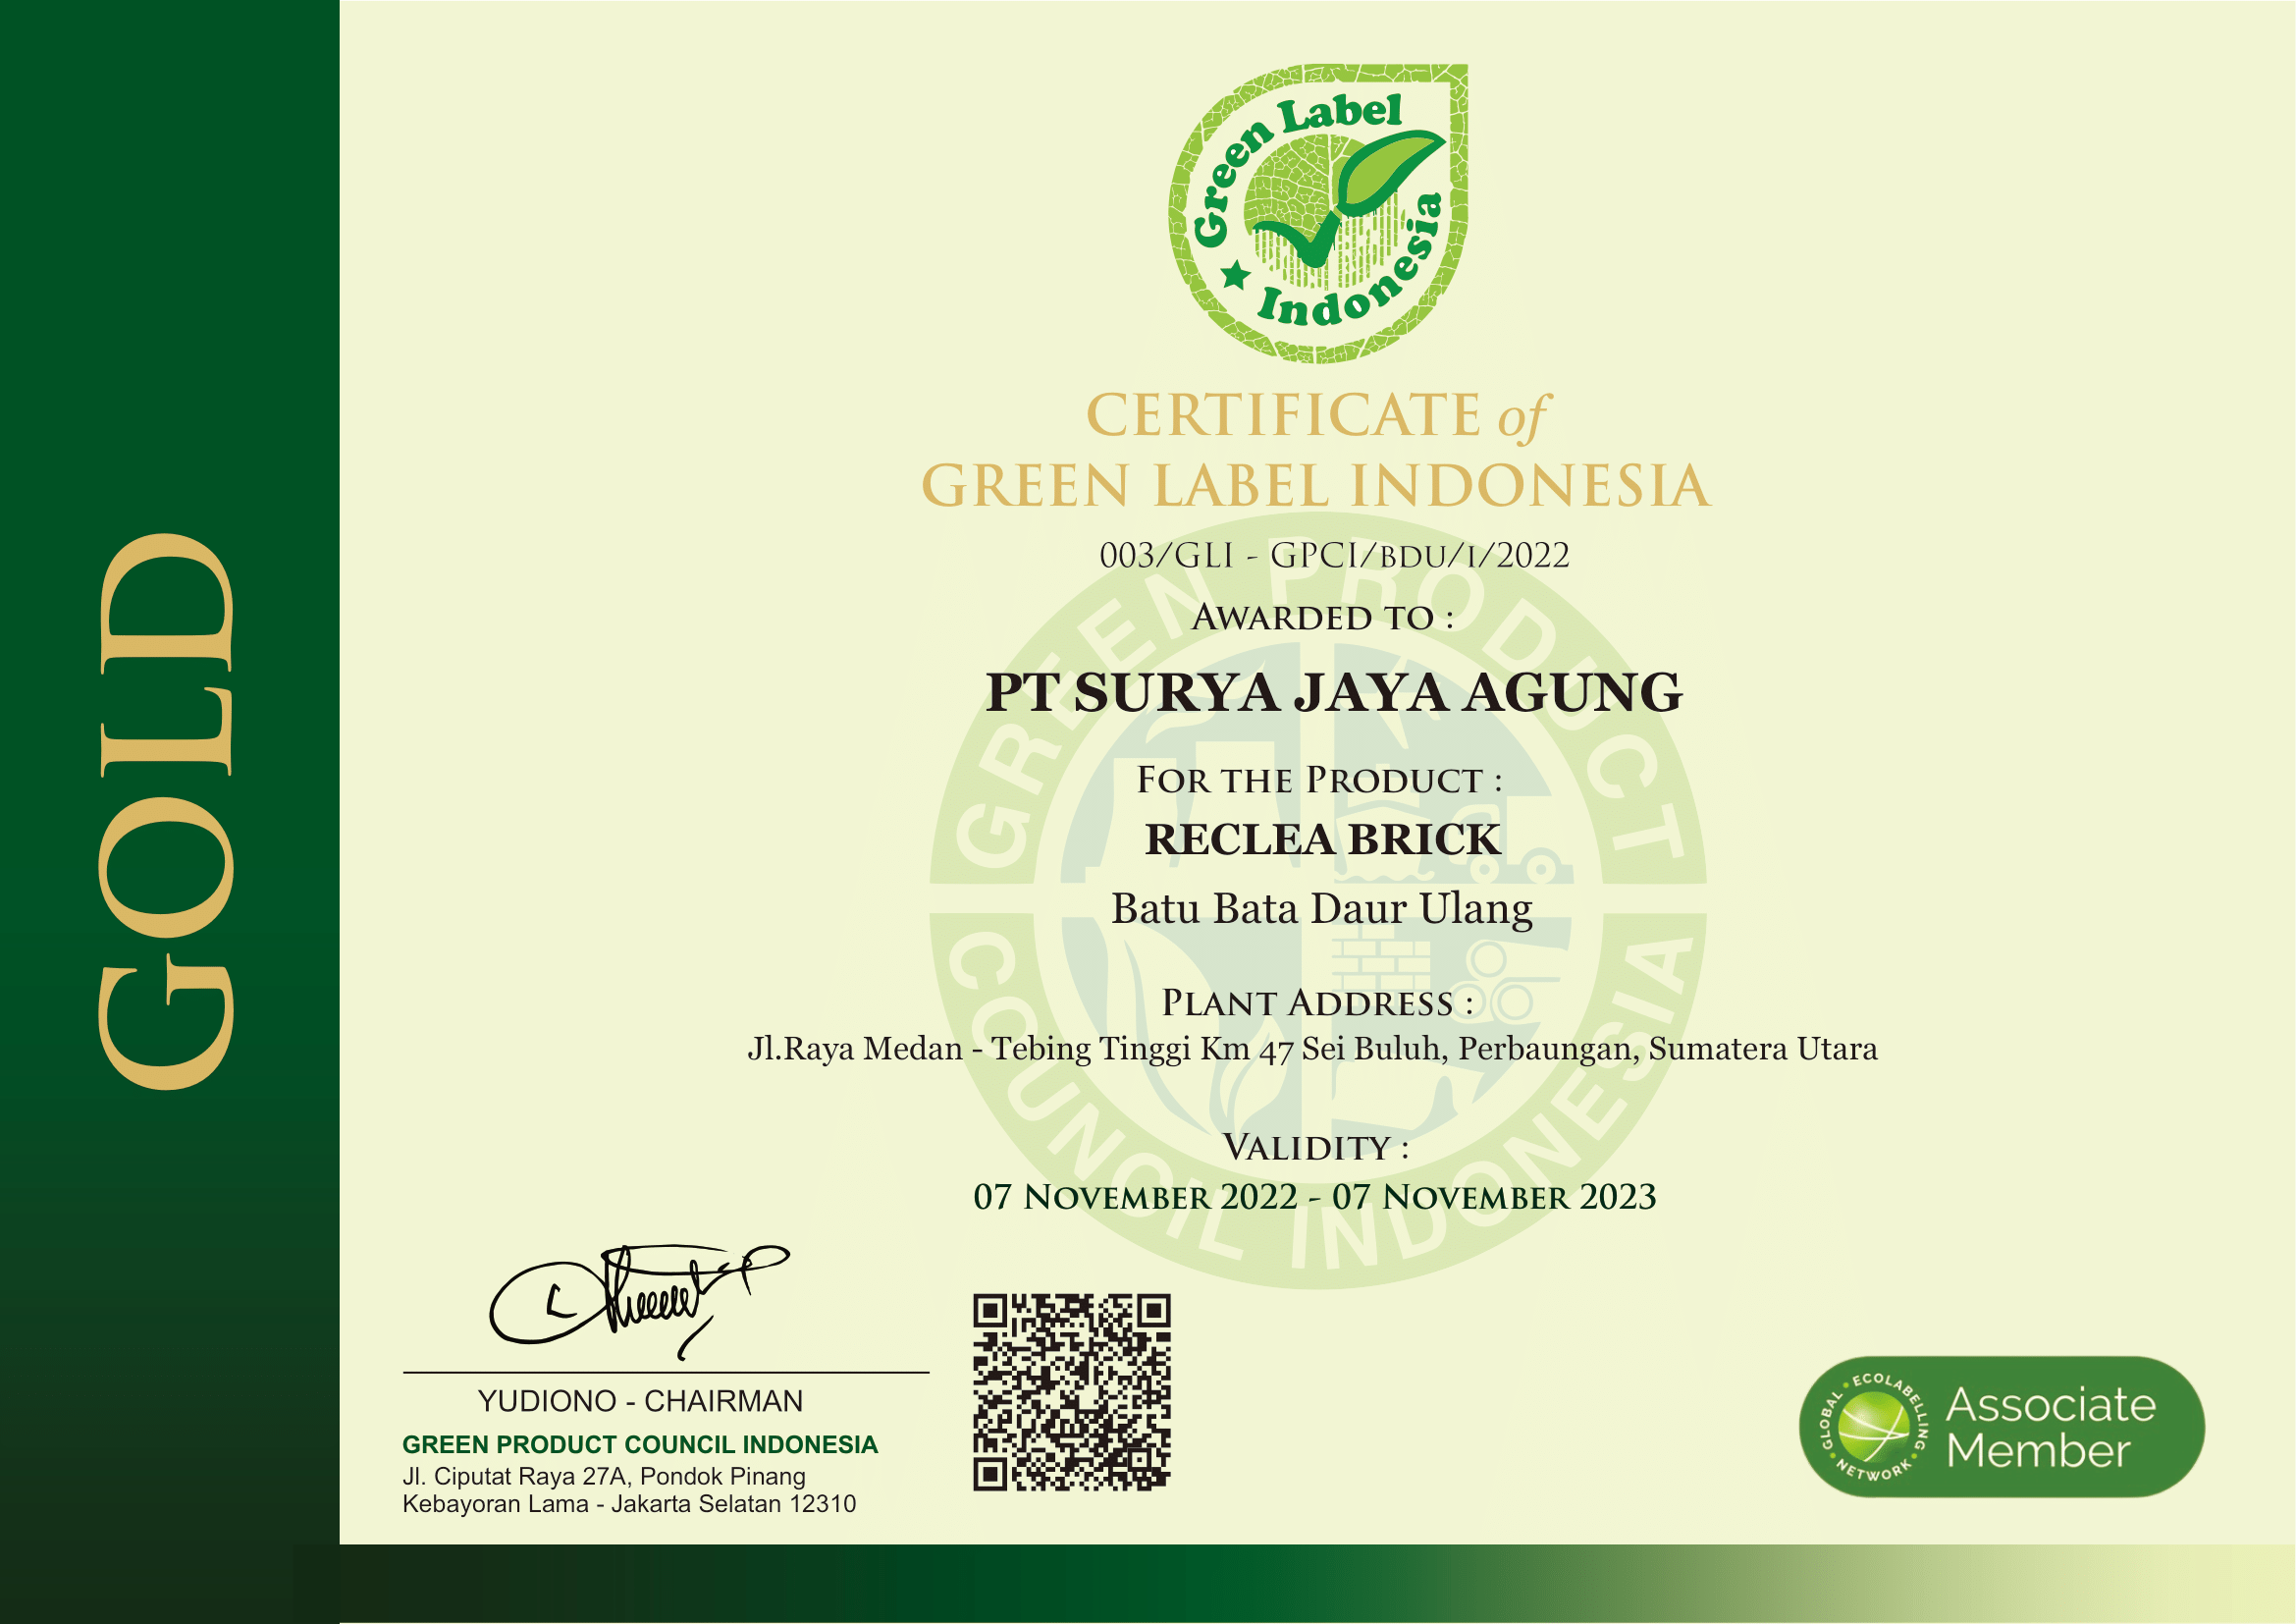 GOLD
Green Label
Indonesia
CERTIFICATE of
GREEN LABEL INDONESIA
003/GLI - GPCI/BDU/I/2022
AWARDED TO :
PT SURYA JAYA AGUNG
FOR THE PRODUCT :
RECLEA BRICK
Batu Bata Daur Ulang
PLANT ADDRESS :
Jl.Raya Medan - Tebing Tinggi Km 47 Sei Buluh, Perbaungan, Sumatera Utara
VALIDITY :
07 NOVEMBER 2022 - 07 NOVEMBER 2023
GREEN PRODUCT
COUNCIL INDONESIA
YUDIONO - CHAIRMAN
GREEN PRODUCT COUNCIL INDONESIA
Jl. Ciputat Raya 27A, Pondok Pinang
Kebayoran Lama - Jakarta Selatan 12310
GLOBAL • ECOLABELLING • NETWORK •
Associate
Member